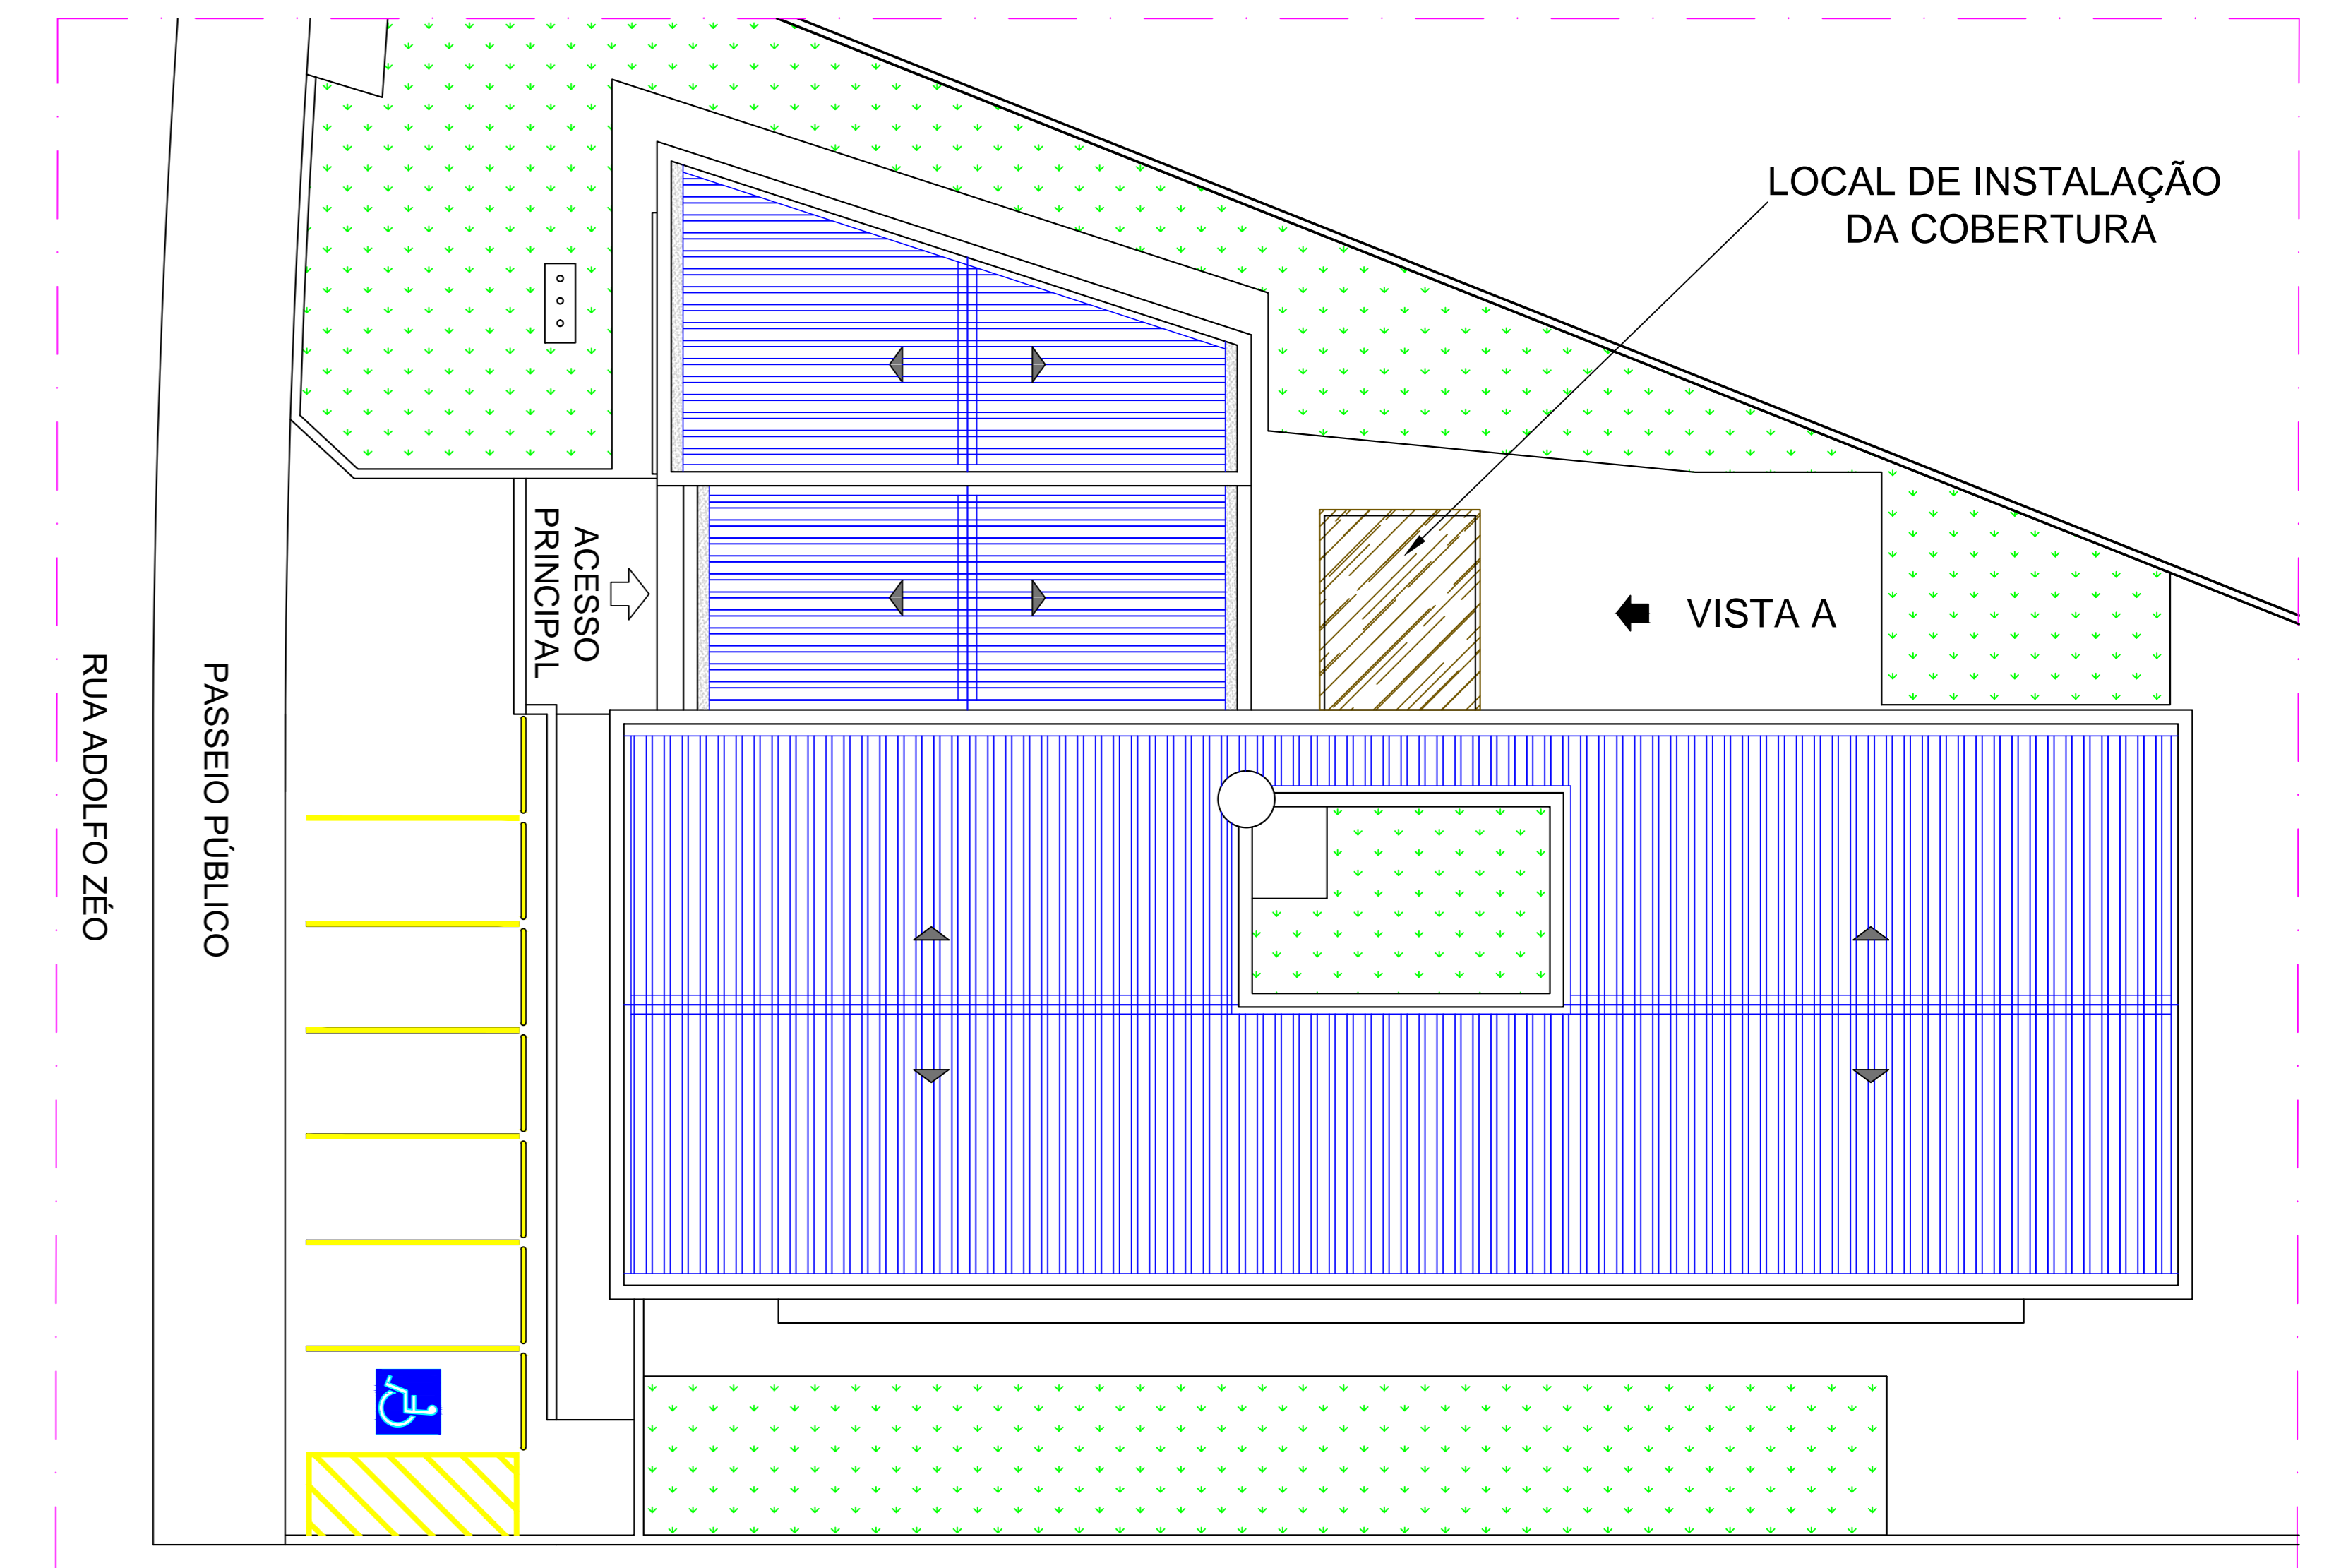 LOCAL DE INSTALAÇÃO
DA COBERTURA
ACESSO
PRINCIPAL
VISTA A
PASSEIO PÚBLICO
RUA ADOLFO ZÉO